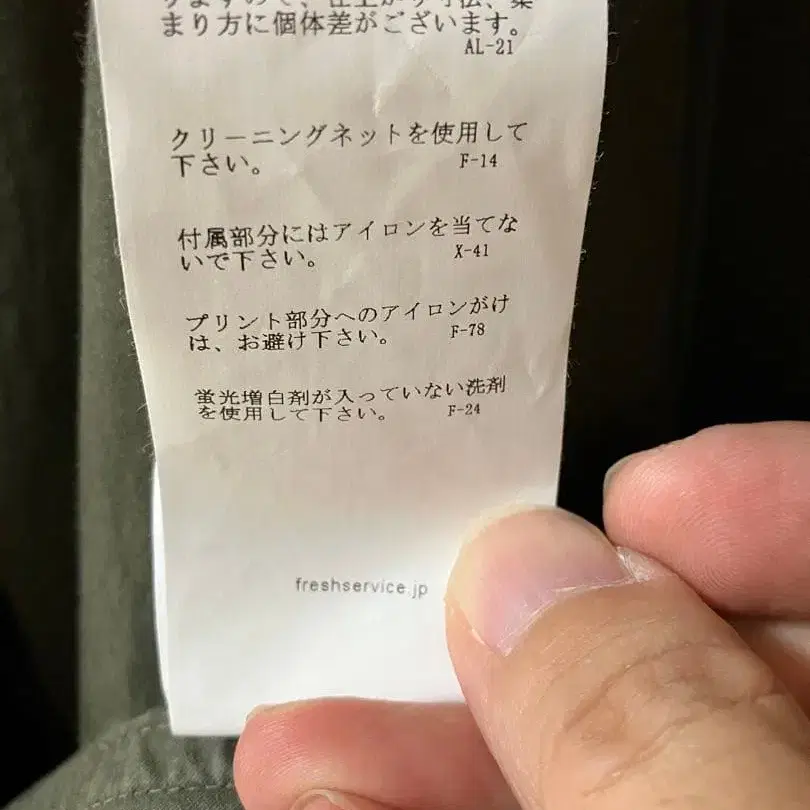 まり方に個体差がございます。
AL-21
クリーニングネットを使用して
下さい。 F-14
付属部分にはアイロンを当てな
いで下さい。 X-41
プリント部分へのアイロンがけ
は、お避け下さい。 F-78
蛍光増白剤が入っていない洗剤
を使用して下さい。 F-24
freshservice.jp